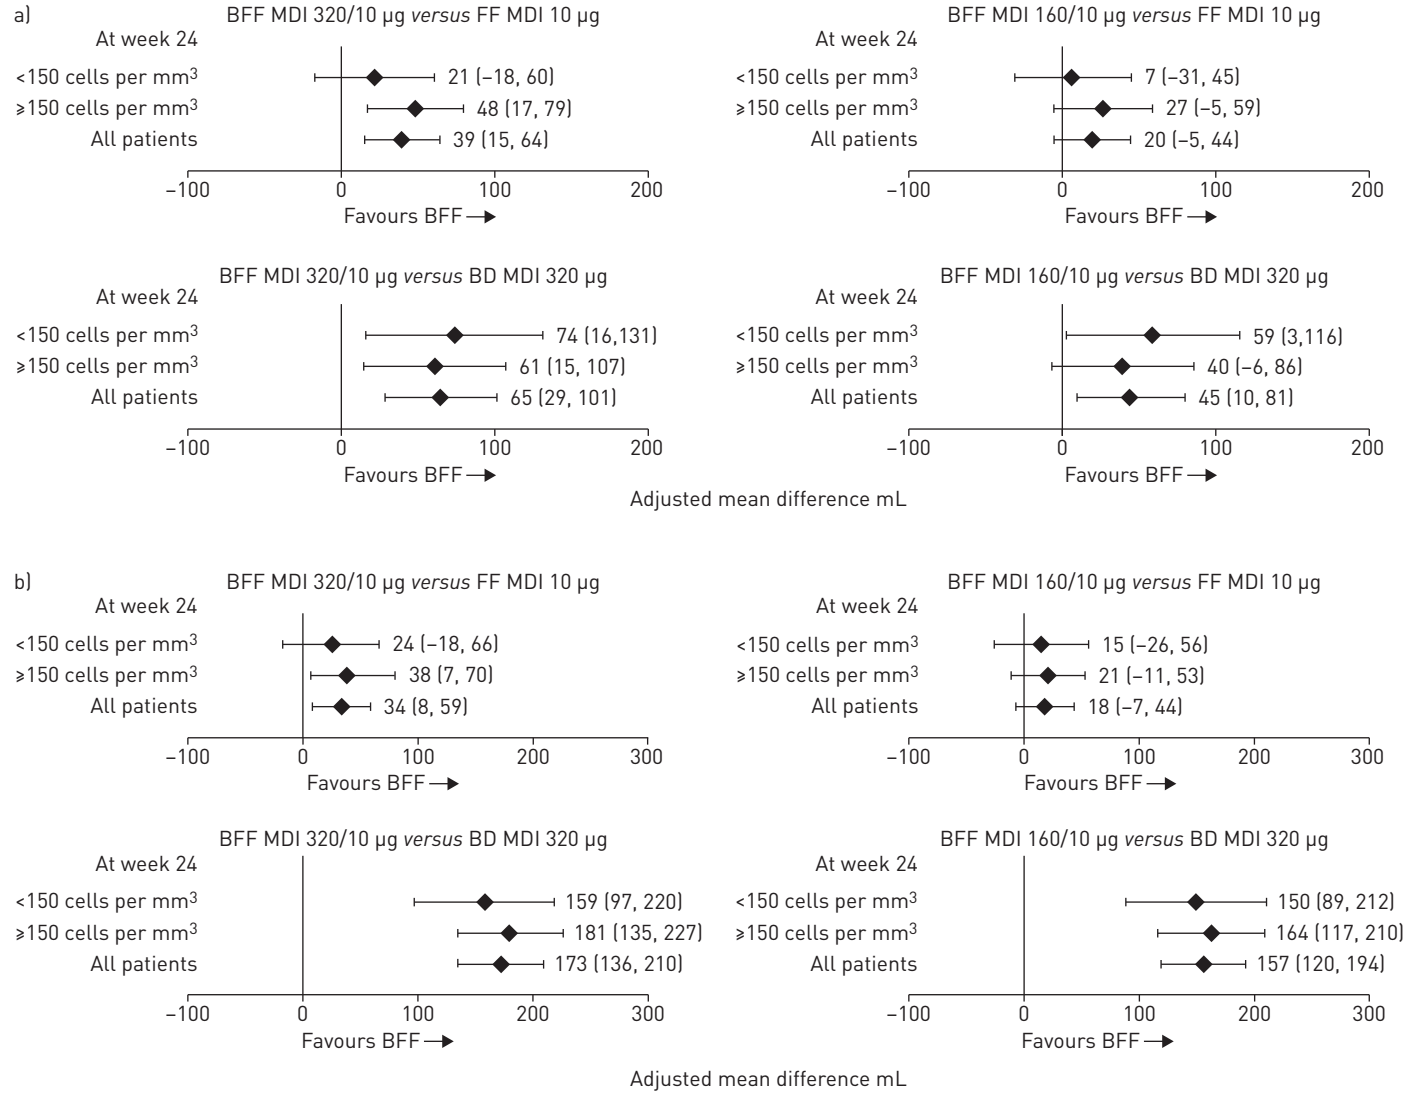 a)
BFF MDI 320/10 µg versus FF MDI 10 µg
At week 24
<150 cells per mm3 21 (–18, 60)
⩾150 cells per mm3 48 (17, 79)
All patients 39 (15, 64)
–100 0 100 200
Favours BFF
BFF MDI 160/10 µg versus FF MDI 10 µg
At week 24
<150 cells per mm3 7 (–31, 45)
⩾150 cells per mm3 27 (–5, 59)
All patients 20 (–5, 44)
–100 0 100 200
Favours BFF
BFF MDI 320/10 µg versus BD MDI 320 µg
At week 24
<150 cells per mm3 74 (16,131)
⩾150 cells per mm3 61 (15, 107)
All patients 65 (29, 101)
–100 0 100 200
Favours BFF
BFF MDI 160/10 µg versus BD MDI 320 µg
At week 24
<150 cells per mm3 59 (3,116)
⩾150 cells per mm3 40 (–6, 86)
All patients 45 (10, 81)
–100 0 100 200
Favours BFF
Adjusted mean difference mL
b)
BFF MDI 320/10 µg versus FF MDI 10 µg
At week 24
<150 cells per mm3 24 (–18, 66)
⩾150 cells per mm3 38 (7, 70)
All patients 34 (8, 59)
–100 0 100 200 300
Favours BFF
BFF MDI 160/10 µg versus FF MDI 10 µg
At week 24
<150 cells per mm3 15 (–26, 56)
⩾150 cells per mm3 21 (–11, 53)
All patients 18 (–7, 44)
–100 0 100 200 300
Favours BFF
BFF MDI 320/10 µg versus BD MDI 320 µg
At week 24
<150 cells per mm3 159 (97, 220)
⩾150 cells per mm3 181 (135, 227)
All patients 173 (136, 210)
–100 0 100 200 300
Favours BFF
BFF MDI 160/10 µg versus BD MDI 320 µg
At week 24
<150 cells per mm3 150 (89, 212)
⩾150 cells per mm3 164 (117, 210)
All patients 157 (120, 194)
–100 0 100 200 300
Favours BFF
Adjusted mean difference mL